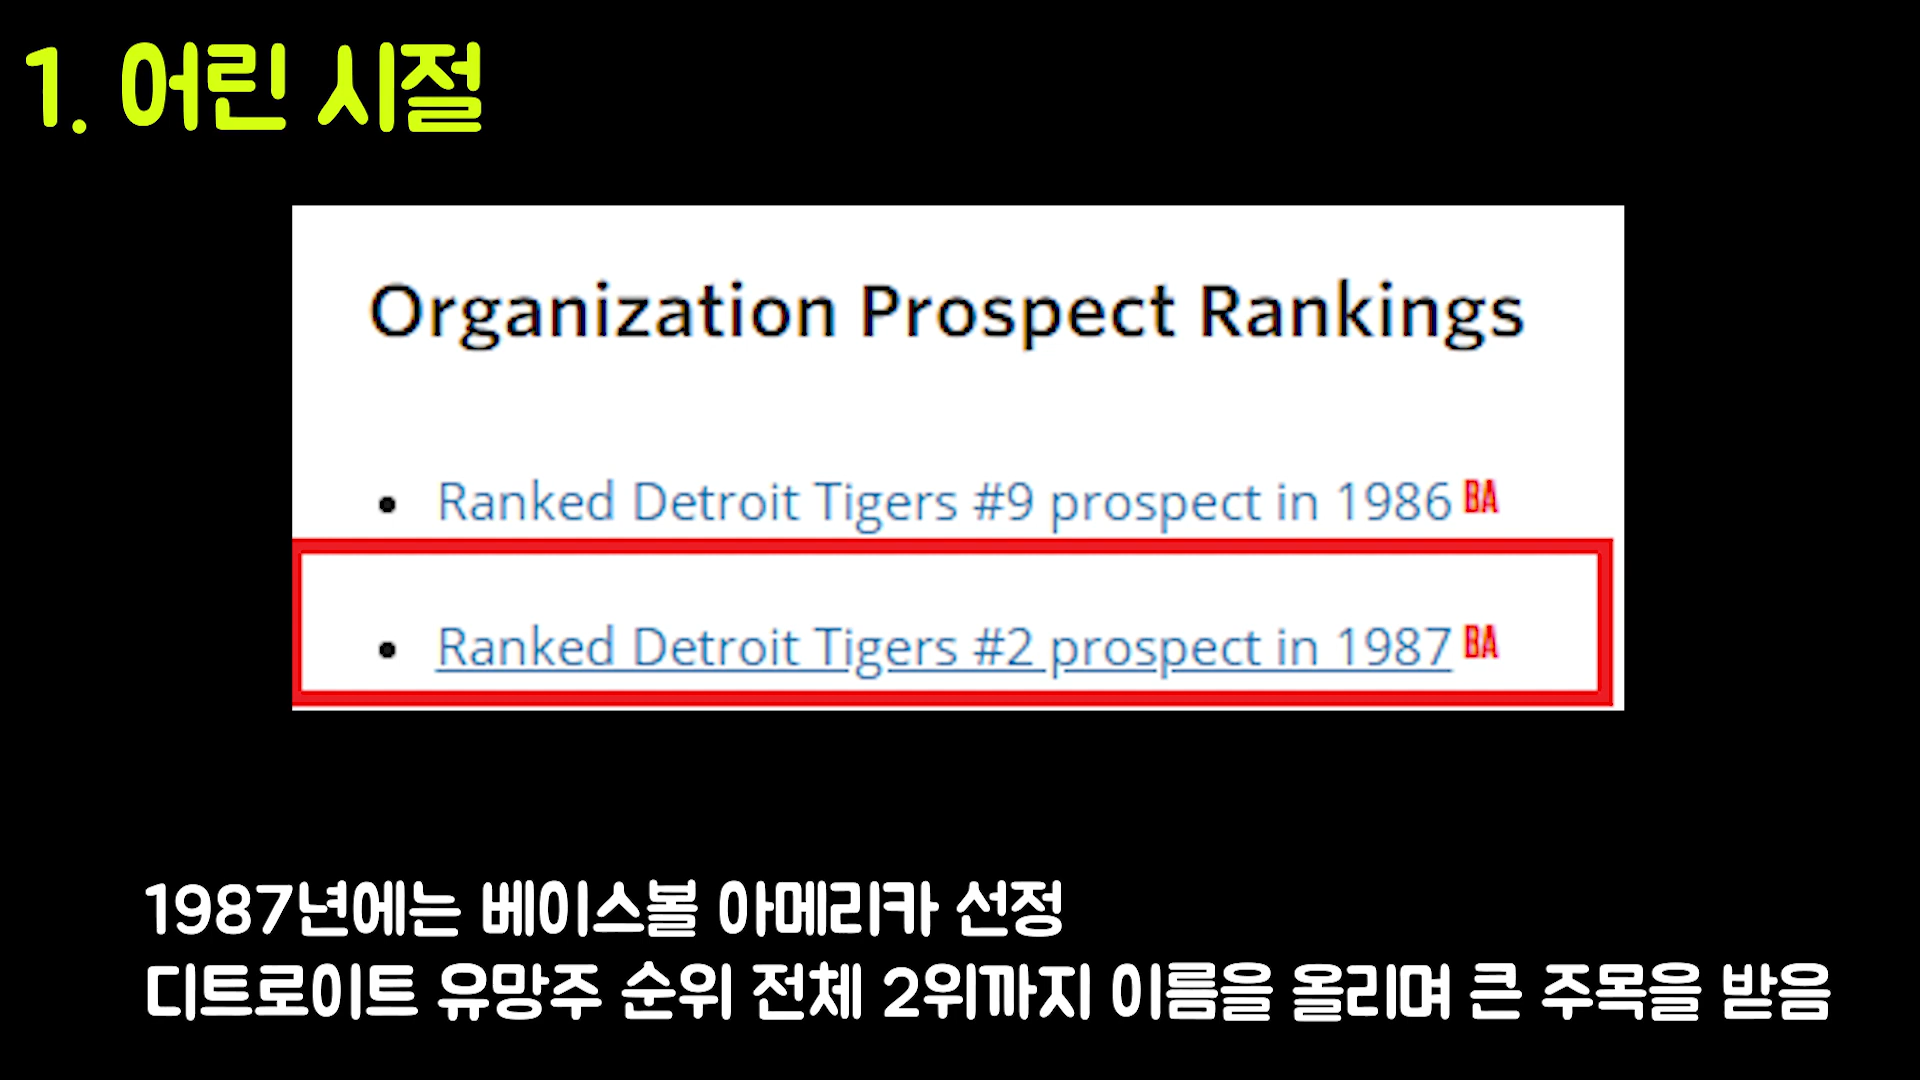 1. 어린 시절
Organization Prospect Rankings
• Ranked Detroit Tigers #9 prospect in 1986 BA
• Ranked Detroit Tigers #2 prospect in 1987 BA
1987년에는 베이스볼 아메리카 선정
디트로이트 유망주 순위 전체 2위까지 이름을 올리며 큰 주목을 받음